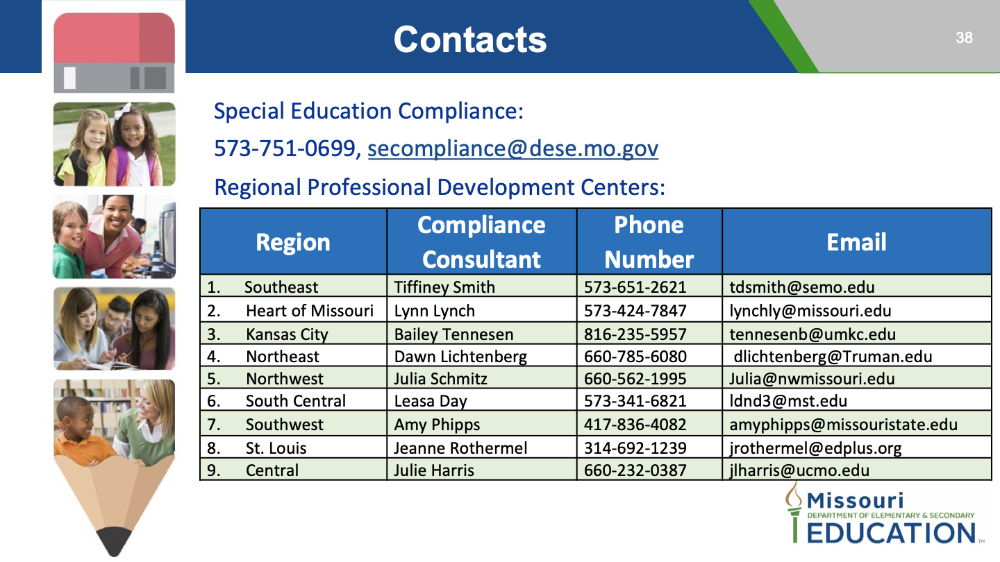 Contacts
38
Special Education Compliance:
573-751-0699, secompliance@dese.mo.gov
Regional Professional Development Centers:
Region Compliance Consultant Phone Number Email
1. Southeast Tiffiney Smith 573-651-2621 tdsmith@semo.edu
2. Heart of Missouri Lynn Lynch 573-424-7847 lynchly@missouri.edu
3. Kansas City Bailey Tennesen 816-235-5957 tennesenb@umkc.edu
4. Northeast Dawn Lichtenberg 660-785-6080 dlichtenberg@Truman.edu
5. Northwest Julia Schmitz 660-562-1995 Julia@nwmissouri.edu
6. South Central Leasa Day 573-341-6821 ldnd3@mst.edu
7. Southwest Amy Phipps 417-836-4082 amyphipps@missouristate.edu
8. St. Louis Jeanne Rothermel 314-692-1239 jrothermel@edplus.org
9. Central Julie Harris 660-232-0387 jlharris@ucmo.edu
Missouri
DEPARTMENT OF ELEMENTARY & SECONDARY
EDUCATION™